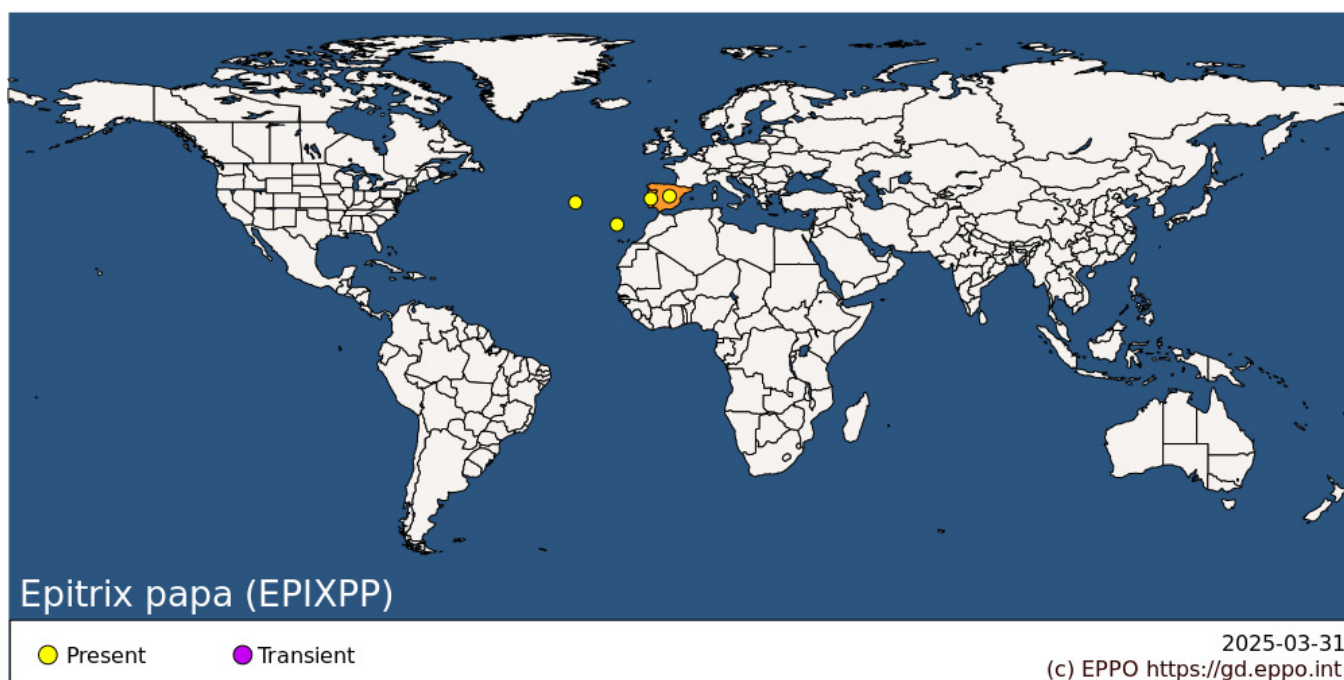 Epitrix papa (EPIXPP)
Present
Transient
2025-03-31
(c) EPPO https://gd.eppo.int